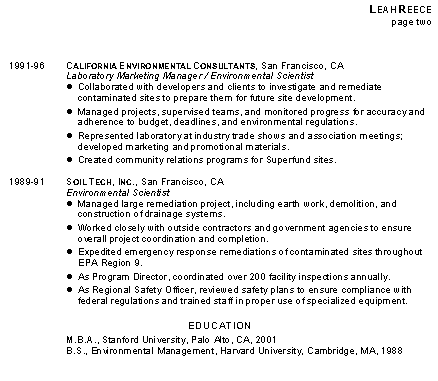 LEAH REECE
page two
1991-96 CALIFORNIA ENVIRONMENTAL CONSULTANTS, San Francisco, CA
Laboratory Marketing Manager / Environmental Scientist
● Collaborated with developers and clients to investigate and remediate
contaminated sites to prepare them for future site development.
● Managed projects, supervised teams, and monitored progress for accuracy and
adherence to budget, deadlines, and environmental regulations.
● Represented laboratory at industry trade shows and association meetings;
developed marketing and promotional materials.
● Created community relations programs for Superfund sites.
1989-91 SOIL TECH, INC., San Francisco, CA
Environmental Scientist
● Managed large remediation project, including earth work, demolition, and
construction of drainage systems.
● Worked closely with outside contractors and government agencies to ensure
overall project coordination and completion.
● Expedited emergency response remediations of contaminated sites throughout
EPA Region 9.
● As Program Director, coordinated over 200 facility inspections annually.
● As Regional Safety Officer, reviewed safety plans to ensure compliance with
federal regulations and trained staff in proper use of specialized equipment.
EDUCATION
M.B.A., Stanford University, Palo Alto, CA, 2001
B.S., Environmental Management, Harvard University, Cambridge, MA, 1988